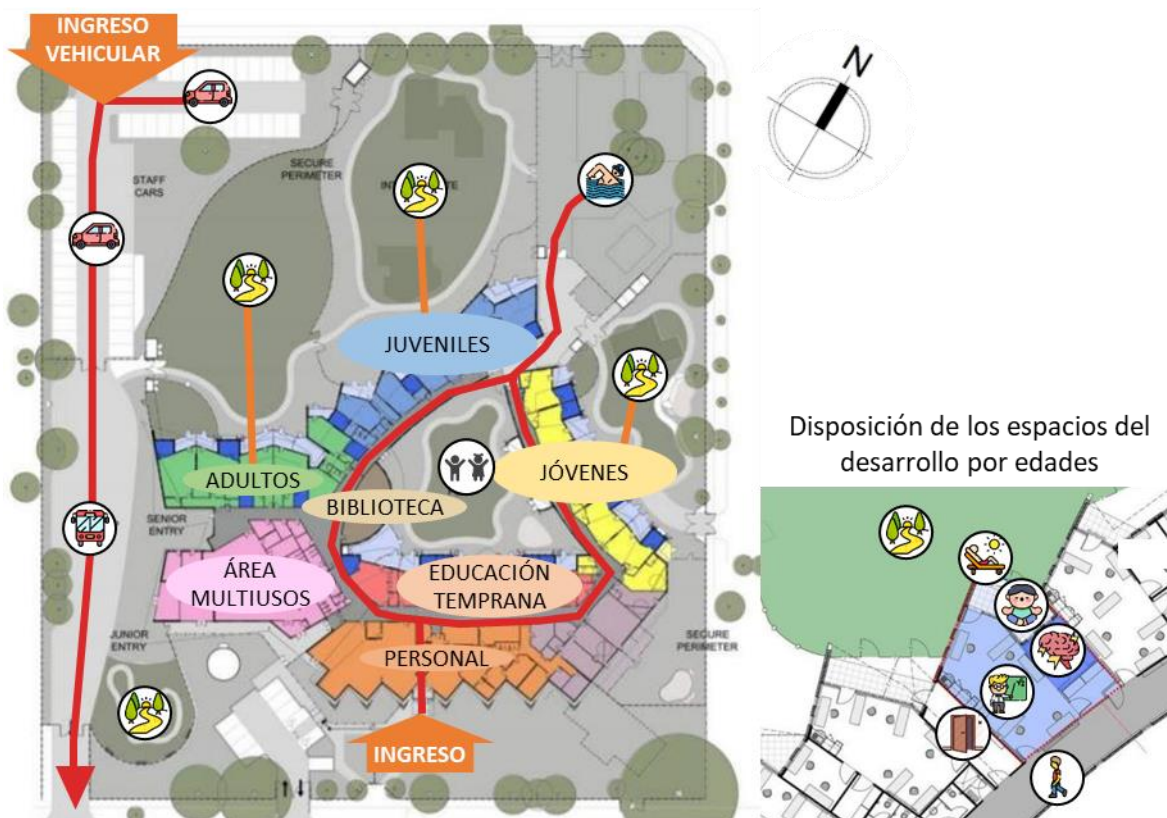 INGRESO
VEHICULAR
N
SECURE
PERIMETER
STAFF
CARS
JUVENILES
Disposición de los espacios del
desarrollo por edades
ADULTOS
JÓVENES
BIBLIOTECA
SENIOR
ENTRY
ÁREA
MULTIUSOS
EDUCACIÓN
TEMPRANA
JUNIOR
ENTRY
PERSONAL
SECURE
PERIMETER
INGRESO